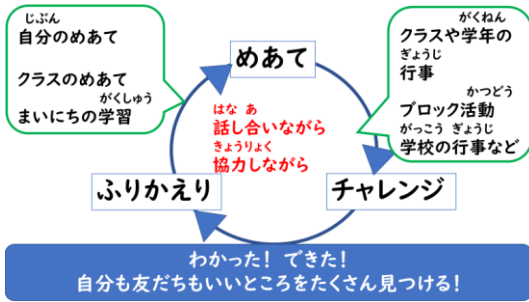 じぶん
自分のめあて
クラスのめあて
がくしゅう
まいにちの学習
めあて
がくねん
クラスや学年の
ぎょうじ
行事
かつどう
ブロック活動
がっこう ぎょうじ
学校の行事など
はな あ
話し合いながら
きょうりょく
協力しながら
ふりかえり
チャレンジ
わかった! できた!
自分も友だちもいいところをたくさん見つける!